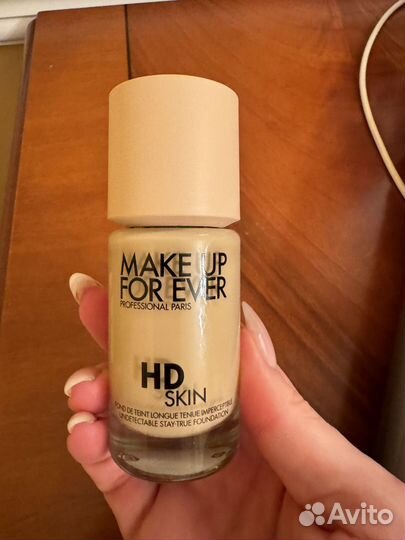 MAKE UP
FOR EVER
PROFESSIONAL PARIS
HD
SKIN
FOND DE TEINT LONGUE TENUE IMPERCEPTIBLE
UNDETECTABLE STAY-TRUE FOUNDATION
Avito